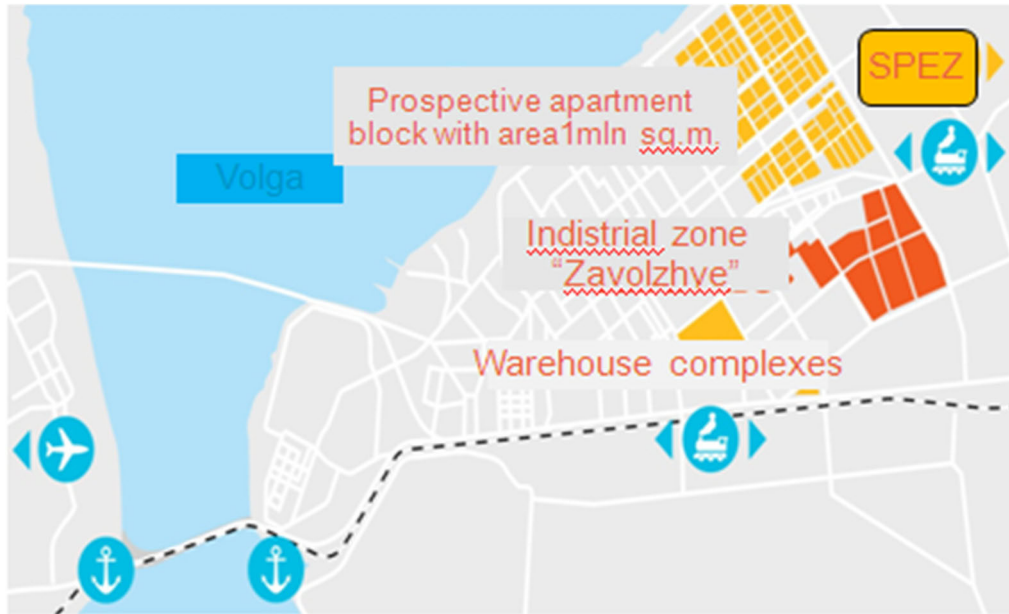 SPEZ
Prospective apartment
block with area1mln sq.m.
Volga
Indistrial zone
“Zavolzhye”
Warehouse complexes